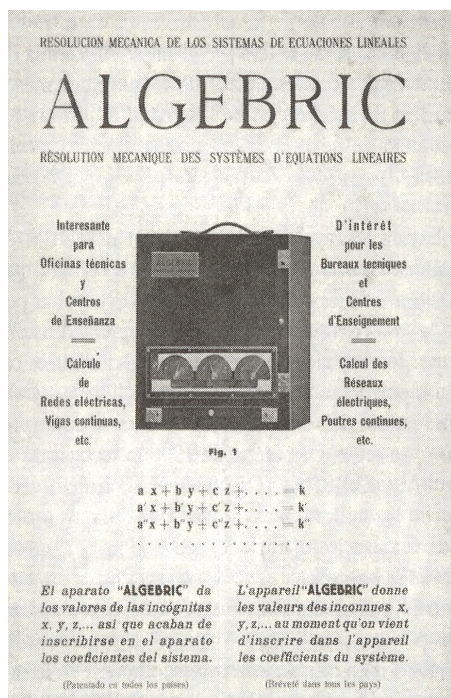 RESOLUCION MECANICA DE LOS SISTEMAS DE ECUACIONES LINEALES
ALGEBRIC
RÉSOLUTION MECANIQUE DES SYSTÈMES D'EQUATIONS LINEAIRES
Interesante
para
Oficinas técnicas
y
Centros
de Enseñanza
Cálculo
de
Redes eléctricas,
Vigas continuas,
etc.
D'intérêt
pour les
Bureaux tecniques
et
Centres
d'Enseignement
Calcul des
Réseaux
électriques,
Poutres continues,
etc.
Fig. 1
a x + b y + c z + . . . . = k
a' x + b' y + c' z + . . . . = k'
a" x + b" y + c" z + . . . . = k"
. . . . . . . . . . . . . . . . . . . .
El aparato "ALGEBRIC" da
los valores de las incógnitas
x, y, z,... así que acaban de
inscribirse en el aparato
los coeficientes del sistema.
(Patentado en todos los países)
L'appareil "ALGEBRIC" donne
les valeurs des inconnues x,
y, z,... au moment qu'on vient
d'inscrire dans l'appareil
les coefficients du système.
(Bréveté dans tous les pays)